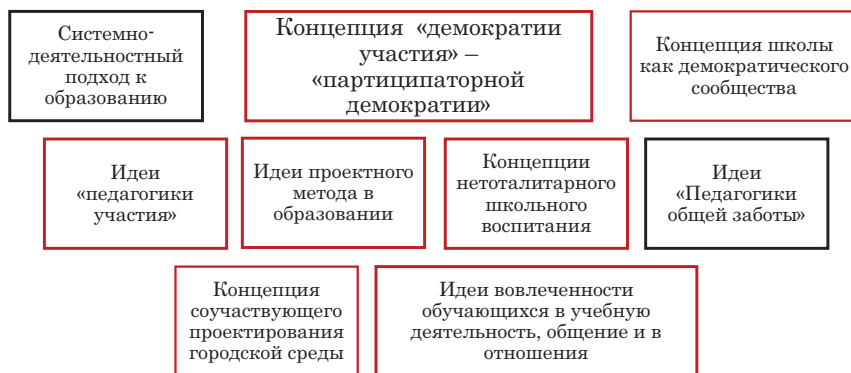 Системно-
деятельностный
подход к
образованию
Концепция «демократии
участия» –
«партиципаторной
демократии»
Концепция школы
как демократического
сообщества
Идеи
«педагогики
участия»
Идеи проектного
метода в
образовании
Концепции
нетоталитарного
школьного
воспитания
Идеи
«Педагогики
общей заботы»
Концепция
соучаствующего
проектирования
городской среды
Идеи вовлеченности
обучающихся в учебную
деятельность, общение и в
отношения